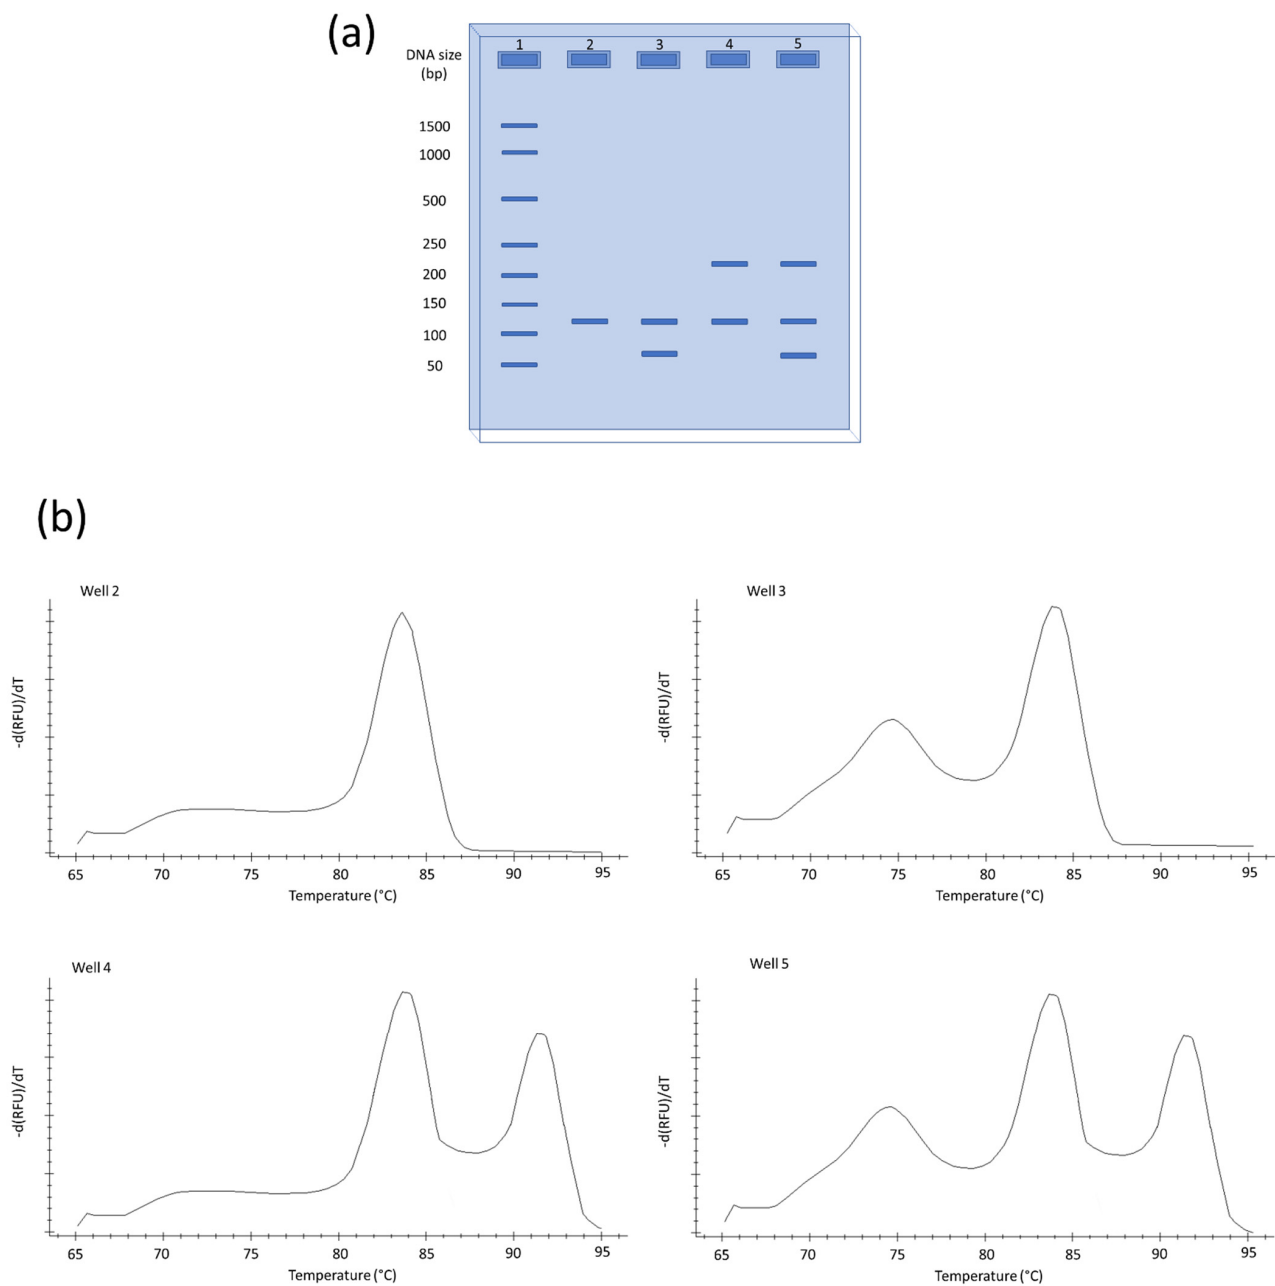 (a)
DNA size
(bp)
1 2 3 4 5
1500
1000
500
250
200
150
100
50
(b)
Well 2
-d(RFU)/dT
65 70 75 80 85 90 95
Temperature (°C)
Well 3
-d(RFU)/dT
65 70 75 80 85 90 95
Temperature (°C)
Well 4
-d(RFU)/dT
65 70 75 80 85 90 95
Temperature (°C)
Well 5
-d(RFU)/dT
65 70 75 80 85 90 95
Temperature (°C)